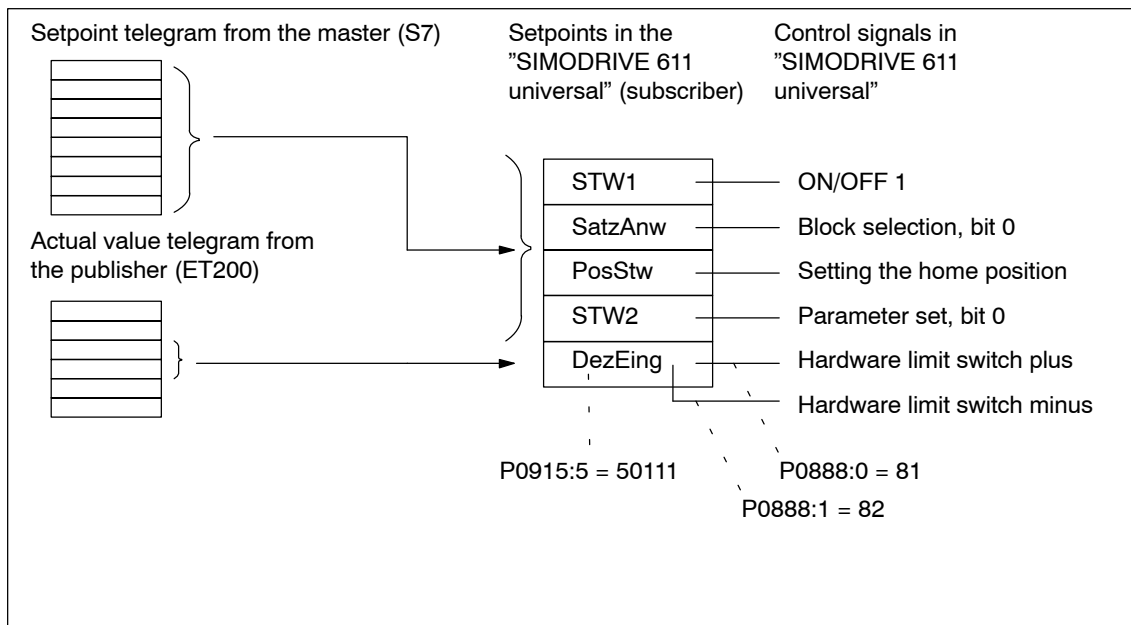 Setpoint telegram from the master (S7)
Setpoints in the
”SIMODRIVE 611
universal” (subscriber)
Control signals in
”SIMODRIVE 611
universal”
STW1
ON/OFF 1
SatzAnw
Block selection, bit 0
Actual value telegram from
the publisher (ET200)
PosStw
Setting the home position
STW2
Parameter set, bit 0
DezEing
Hardware limit switch plus
Hardware limit switch minus
P0915:5 = 50111
P0888:0 = 81
P0888:1 = 82